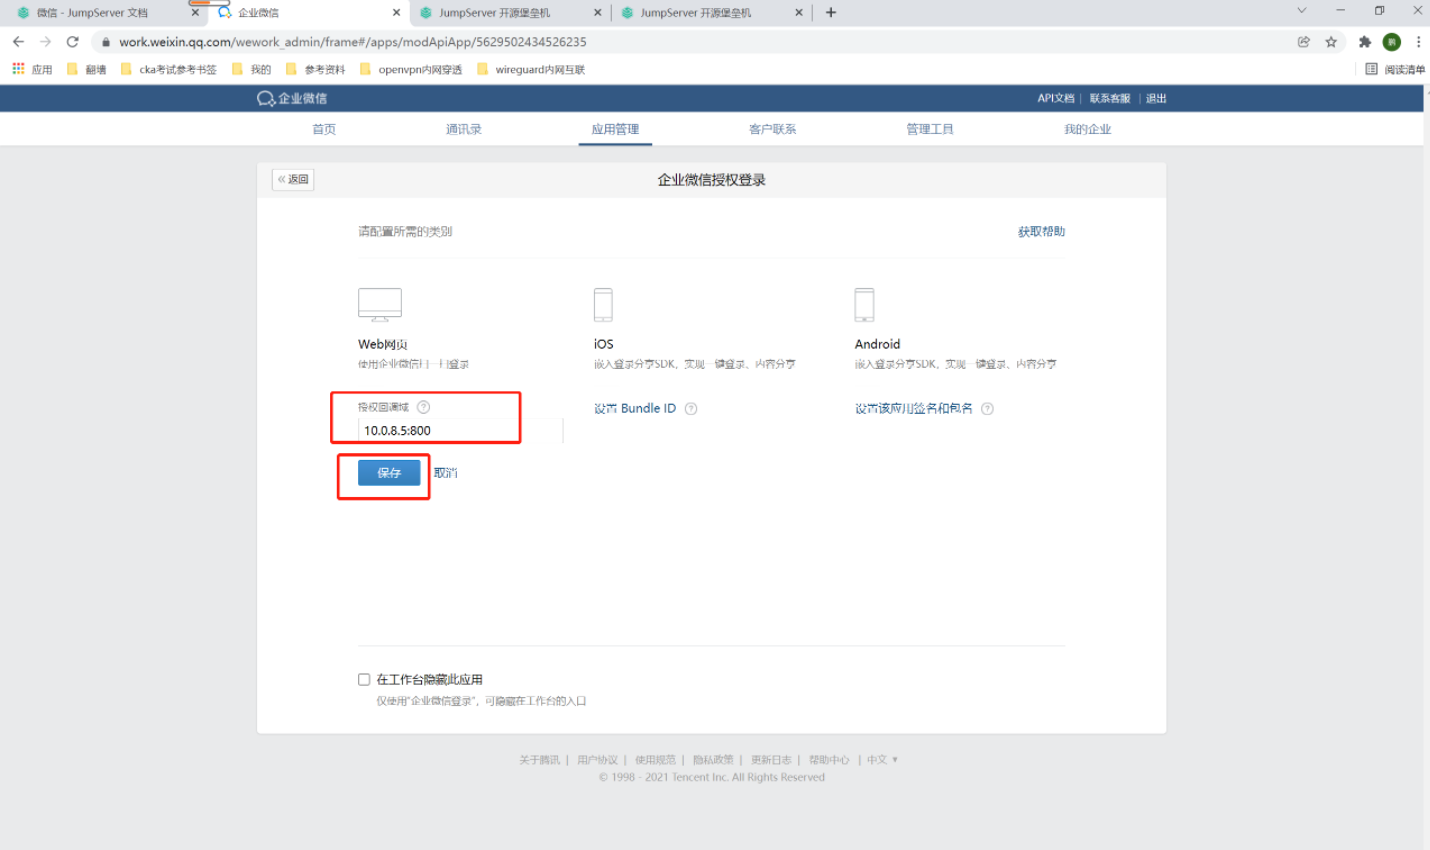 微信 - JumpServer 文档
企业微信
JumpServer 开源堡垒机
JumpServer 开源堡垒机
work.weixin.qq.com/wework_admin/frame#/apps/modApiApp/5629502434526235
鹏
应用
翻墙
cka考试参考书签
我的
参考资料
openvpn内网穿透
wireguard内网互联
阅读清单
企业微信
API文档 | 联系客服 | 退出
首页
通讯录
应用管理
客户联系
管理工具
我的企业
«返回
企业微信授权登录
请配置所需的类别
获取帮助
Web网页
iOS
Android
使用企业微信扫一扫登录
嵌入登录分享SDK，实现一键登录、内容分享
嵌入登录分享SDK，实现一键登录、内容分享
授权回调域 ?
设置 Bundle ID ?
设置该应用签名和包名 ?
10.0.8.5:800
保存
取消
在工作台隐藏此应用
仅使用“企业微信登录”，可隐藏在工作台的入口
关于腾讯 | 用户协议 | 使用规范 | 隐私政策 | 更新日志 | 帮助中心 | 中文
© 1998 - 2021 Tencent Inc. All Rights Reserved